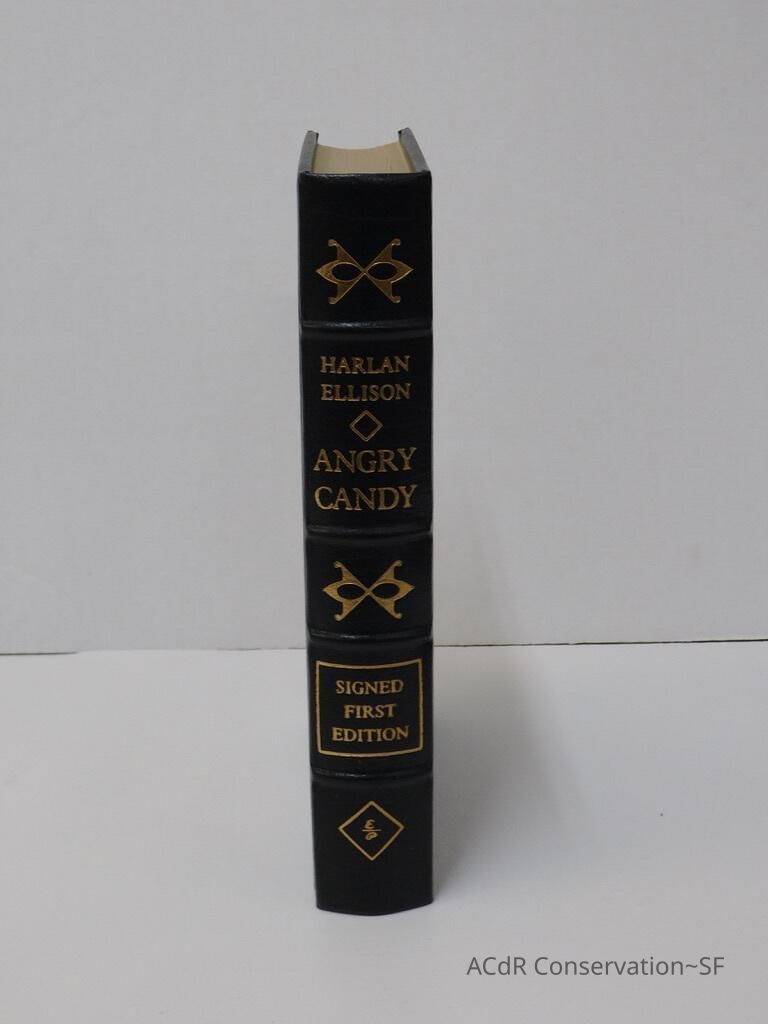 HARLAN
ELLISON
ANGRY
CANDY
SIGNED
FIRST
EDITION
ACdR Conservation~SF